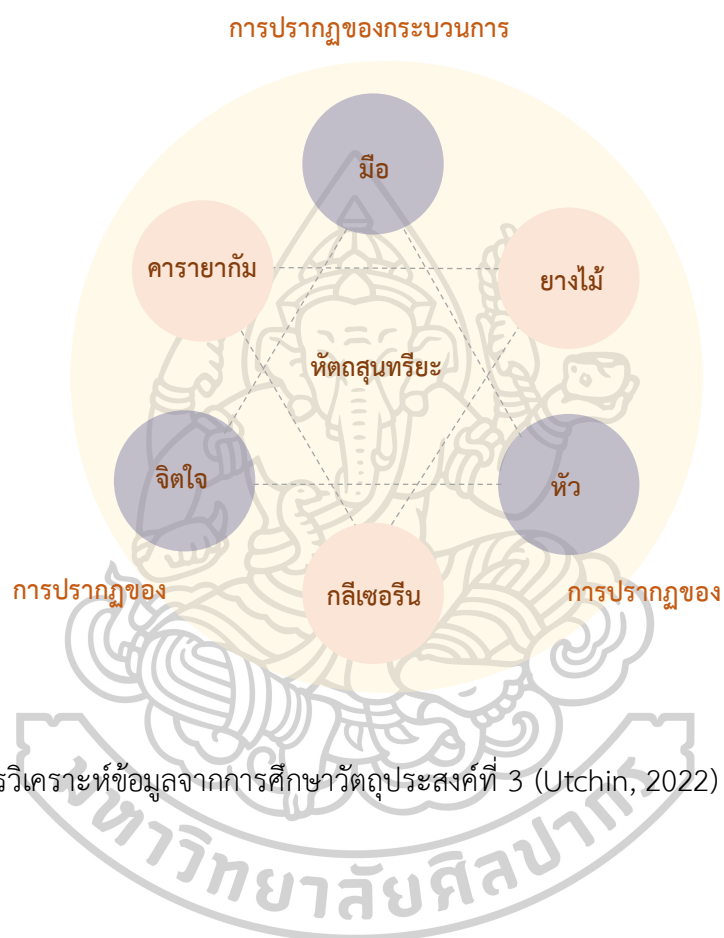 การปรากฏของกระบวนการ
มือ
คารายากัม
ยางไม้
หัตถสุนทรียะ
จิตใจ
หัว
การปรากฏของ
กลีเซอรีน
การปรากฏของ
รวิเคราะห์ข้อมูลจากการศึกษาวัตถุประสงค์ที่ 3 (Utchin, 2022)
มหาวิทยาลัยศิลปากร